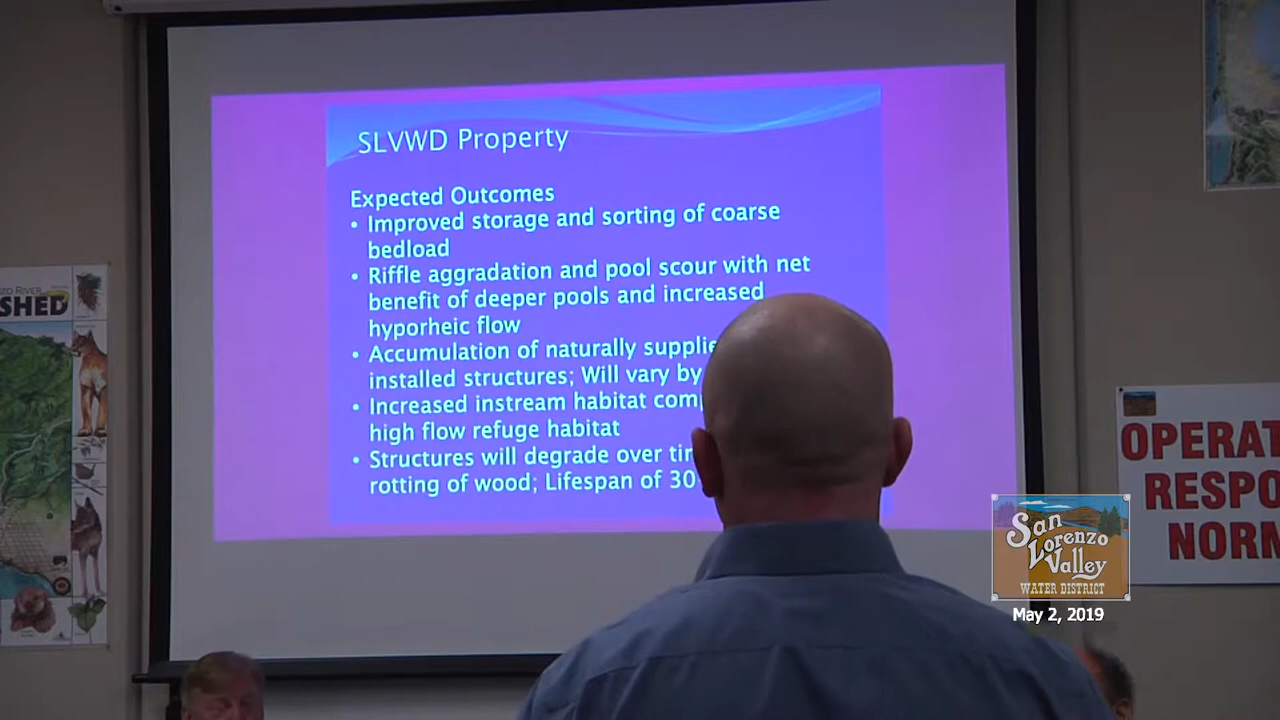 SLVWD Property
Expected Outcomes
• Improved storage and sorting of coarse
bedload
• Riffle aggradation and pool scour with net
benefit of deeper pools and increased
hyporheic flow
• Accumulation of naturally
installed structures; Will vary by
• Increased instream habitat
high flow refuge habitat
• Structures will degrade over
rotting of wood; Lifespan of 30
RIVER
SHED
OPERAT
RESPO
NORM
San
Lorenzo
Valley
WATER DISTRICT
May 2, 2019